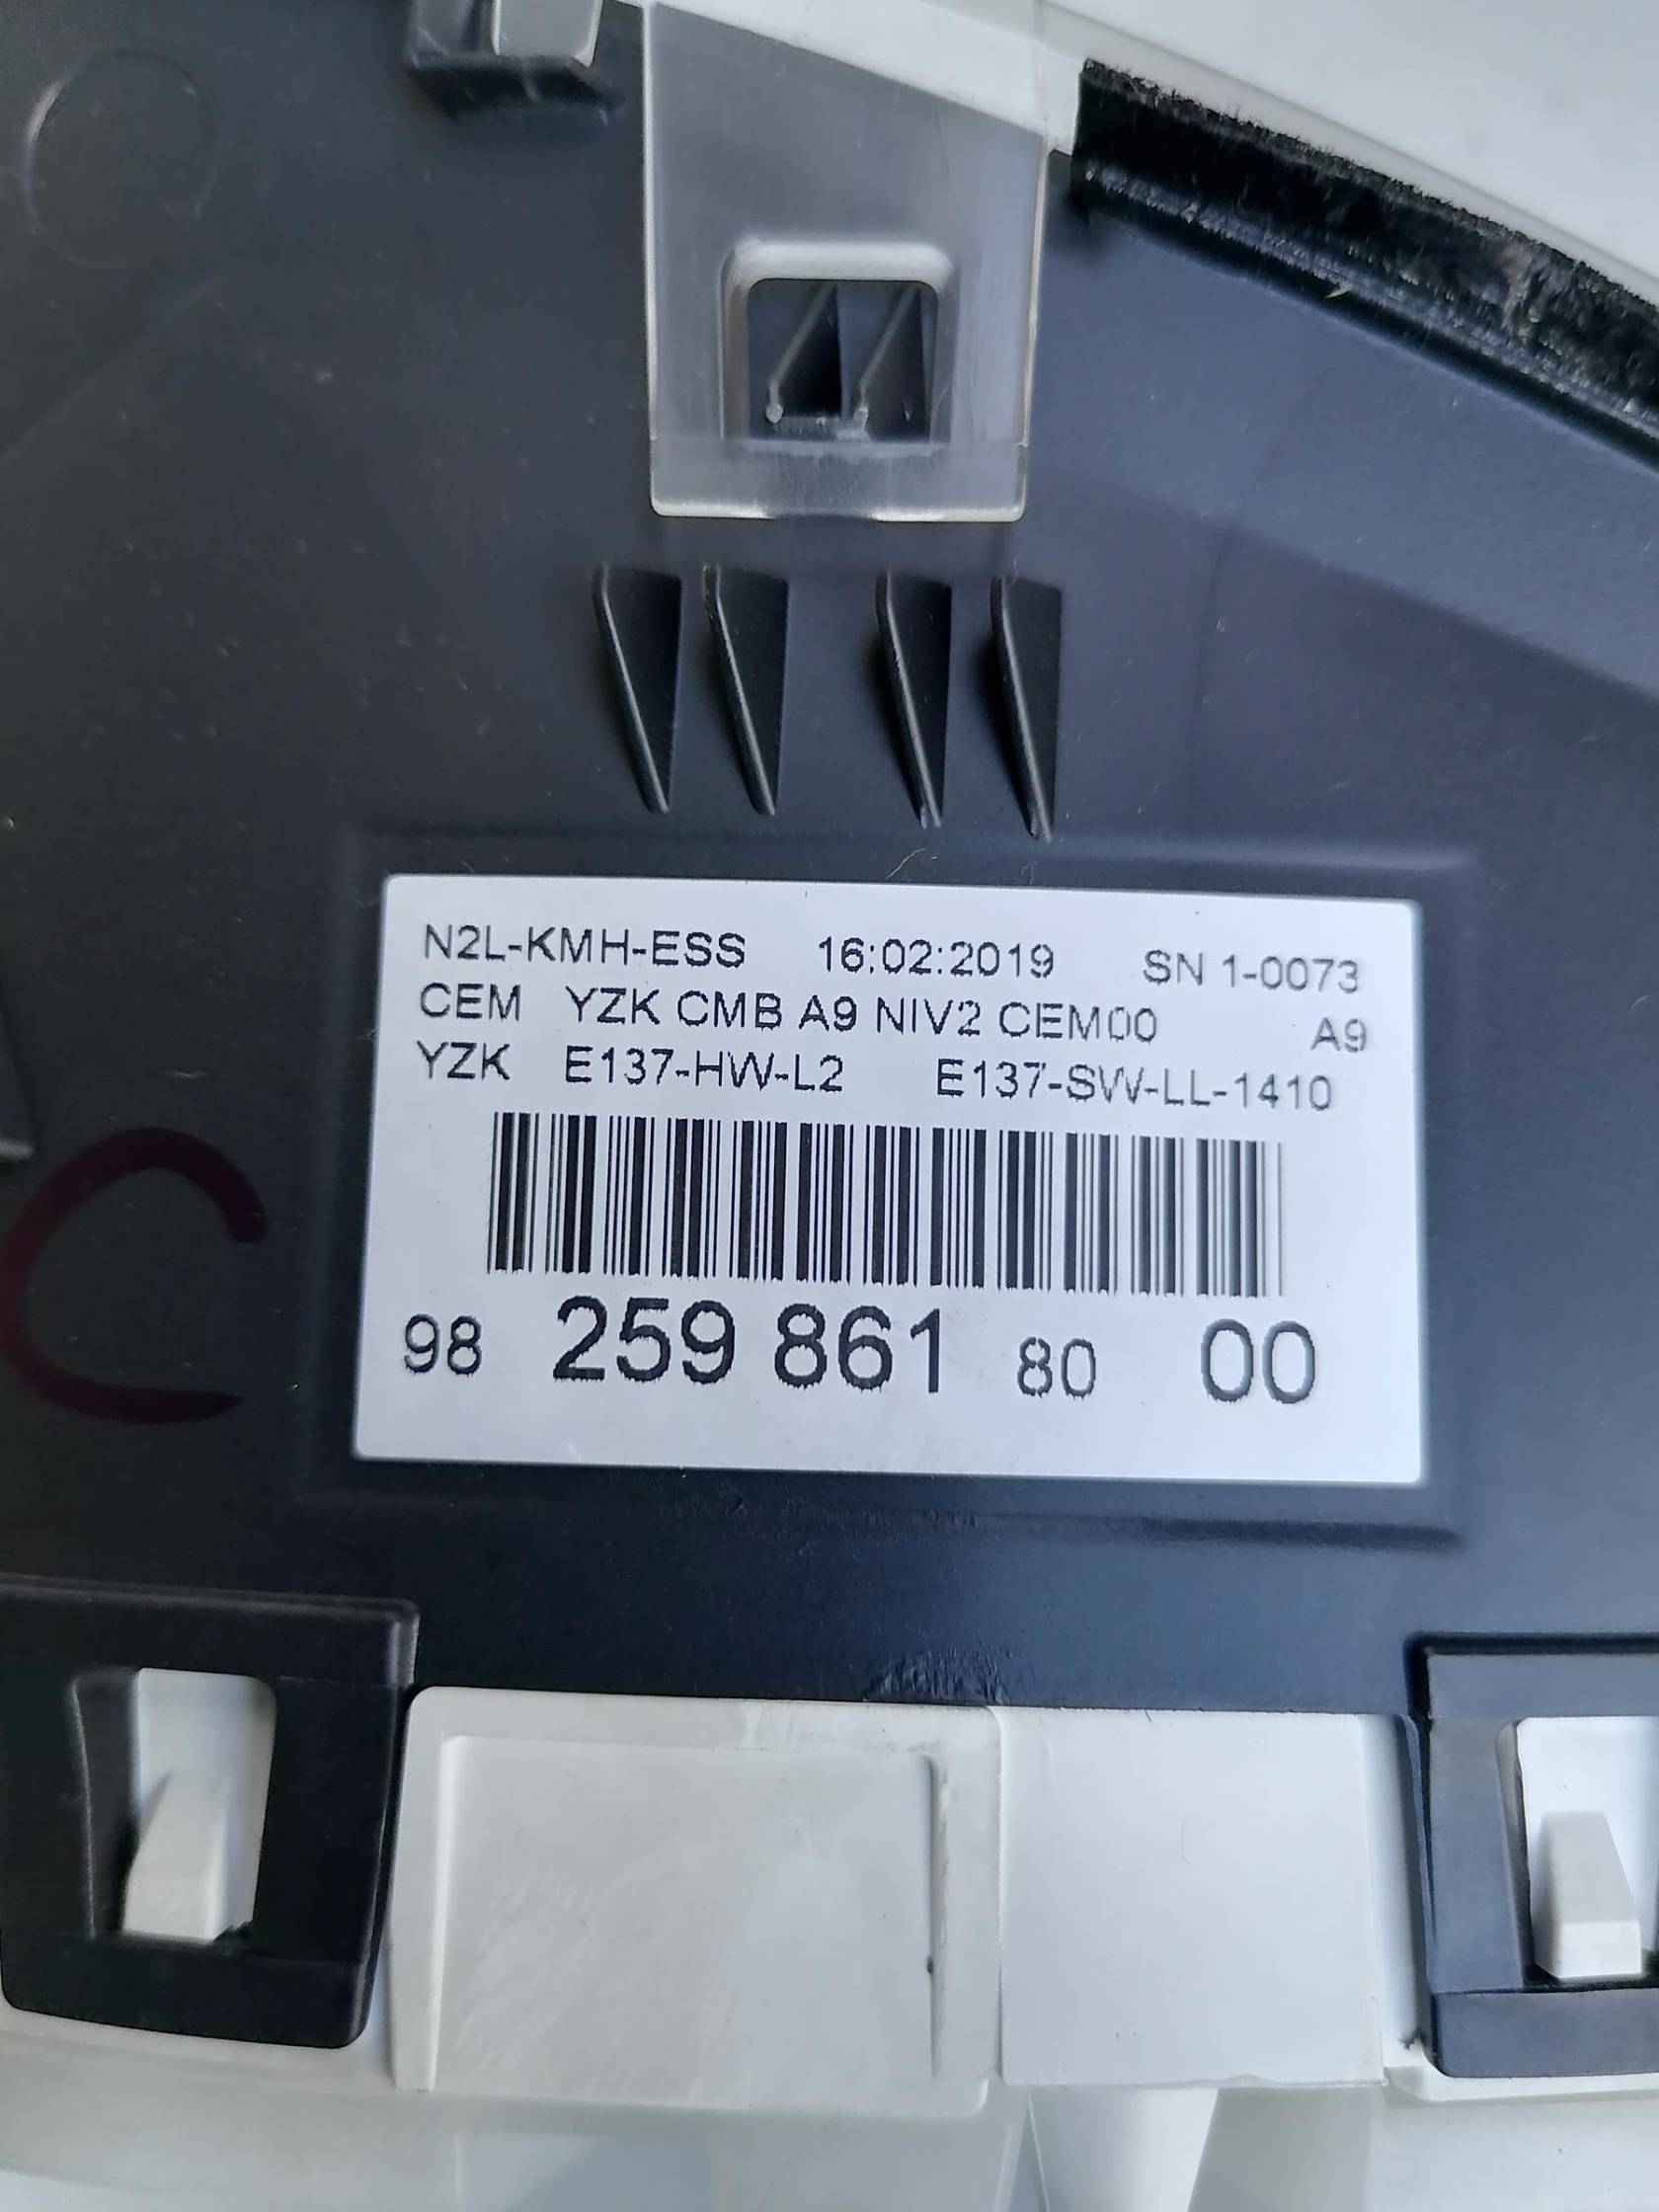 N2L-KMH-ESS 16:02:2019 SN 1-0073
CEM YZK CMB A9 NIV2 CEM00 A9
YZK E137-HW-L2 E137-SW-LL-1410
98 259 861 80 00
C